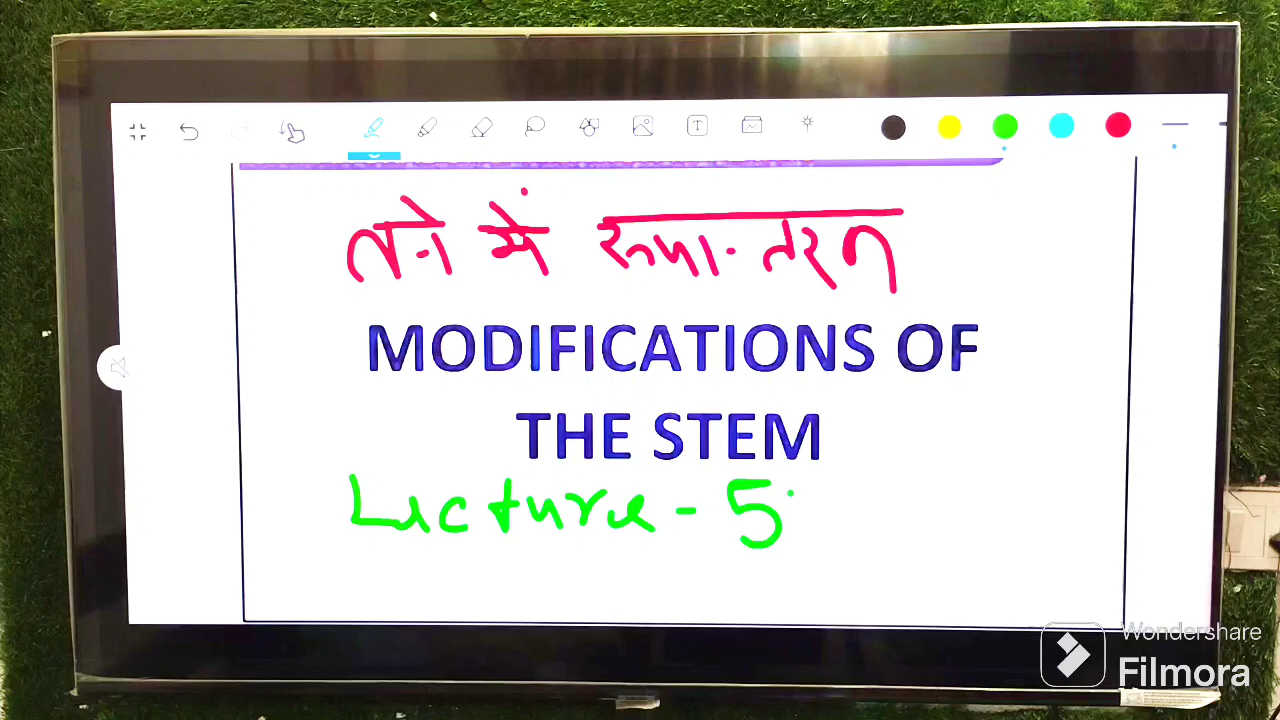 तने में रूपान्तरण
MODIFICATIONS OF
THE STEM
Lecture - 5
Wondershare
Filmora